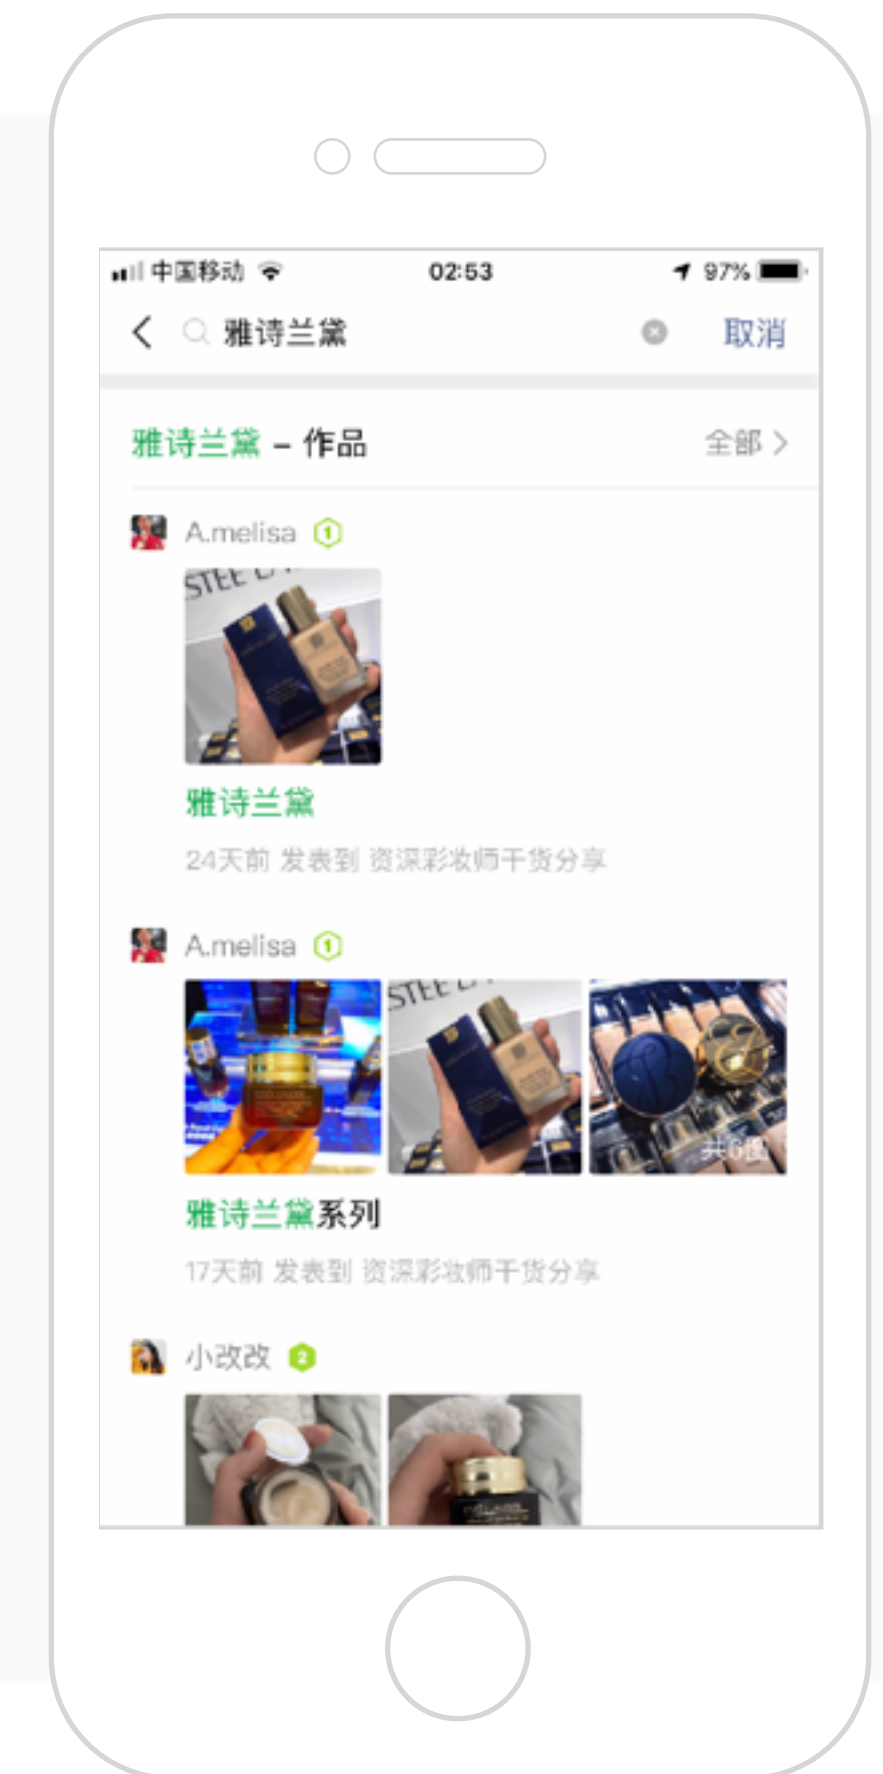 中国移动 02:53 97%
雅诗兰黛 取消
雅诗兰黛 – 作品 全部
A.melisa 1
雅诗兰黛
24天前 发表到 资深彩妆师干货分享
A.melisa 1
共6图
雅诗兰黛系列
17天前 发表到 资深彩妆师干货分享
小改改 2